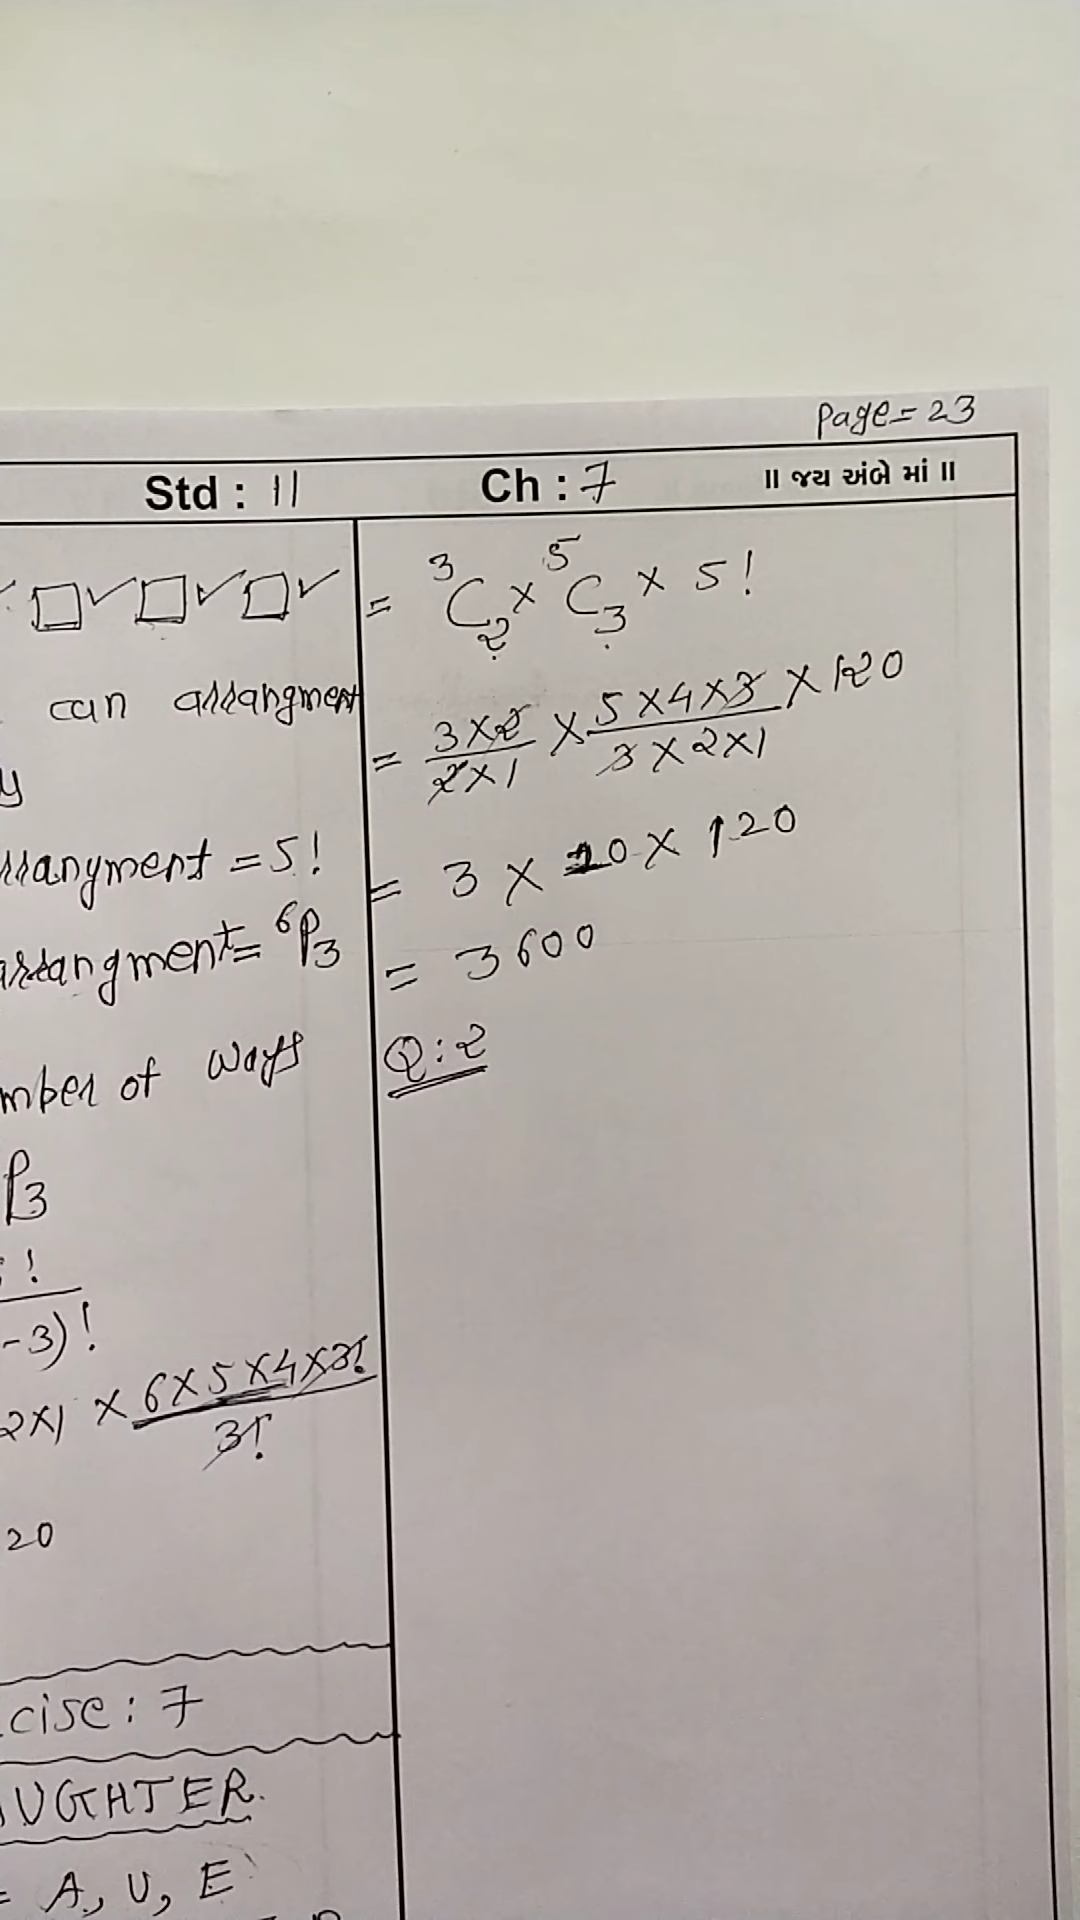 Page=23
Std : 11 Ch : 7 ॥ જય અંબે માં ॥
can arrangment
y
rrangment = 5!
arrangment= ⁶P₃
mber of ways
P₃
!
-3)!
2×1 × 6×5×4×3!
3!
20
cise : 7
AUGHTER.
= A, U, E
= ³C₂ × ⁵C₃ × 5!
= 3×2 × 5×4×3 × 120
2×1 3×2×1
= 3 × 10 × 120
= 3600
Q:2